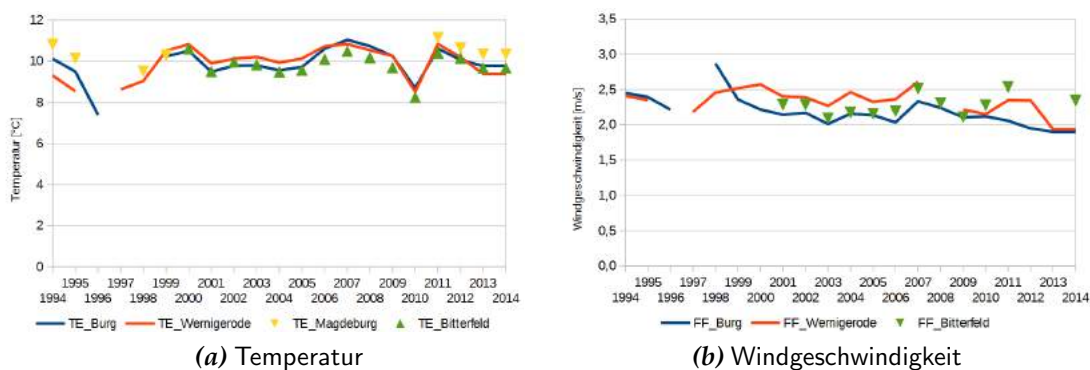 12
10
8
6
4
2
0
Temperatur [°C]
1995 1997 1999 2001 2003 2005 2007 2009 2011 2013
1994 1996 1998 2000 2002 2004 2006 2008 2010 2012 2014
TE_Burg TE_Wernigerode TE_Magdeburg TE_Bitterfeld
(a) Temperatur
3,5
3,0
2,5
2,0
1,5
1,0
0,5
0,0
Windgeschwindigkeit [m/s]
1995 1997 1999 2001 2003 2005 2007 2009 2011 2013
1994 1996 1998 2000 2002 2004 2006 2008 2010 2012 2014
FF_Burg FF_Wernigerode FF_Bitterfeld
(b) Windgeschwindigkeit